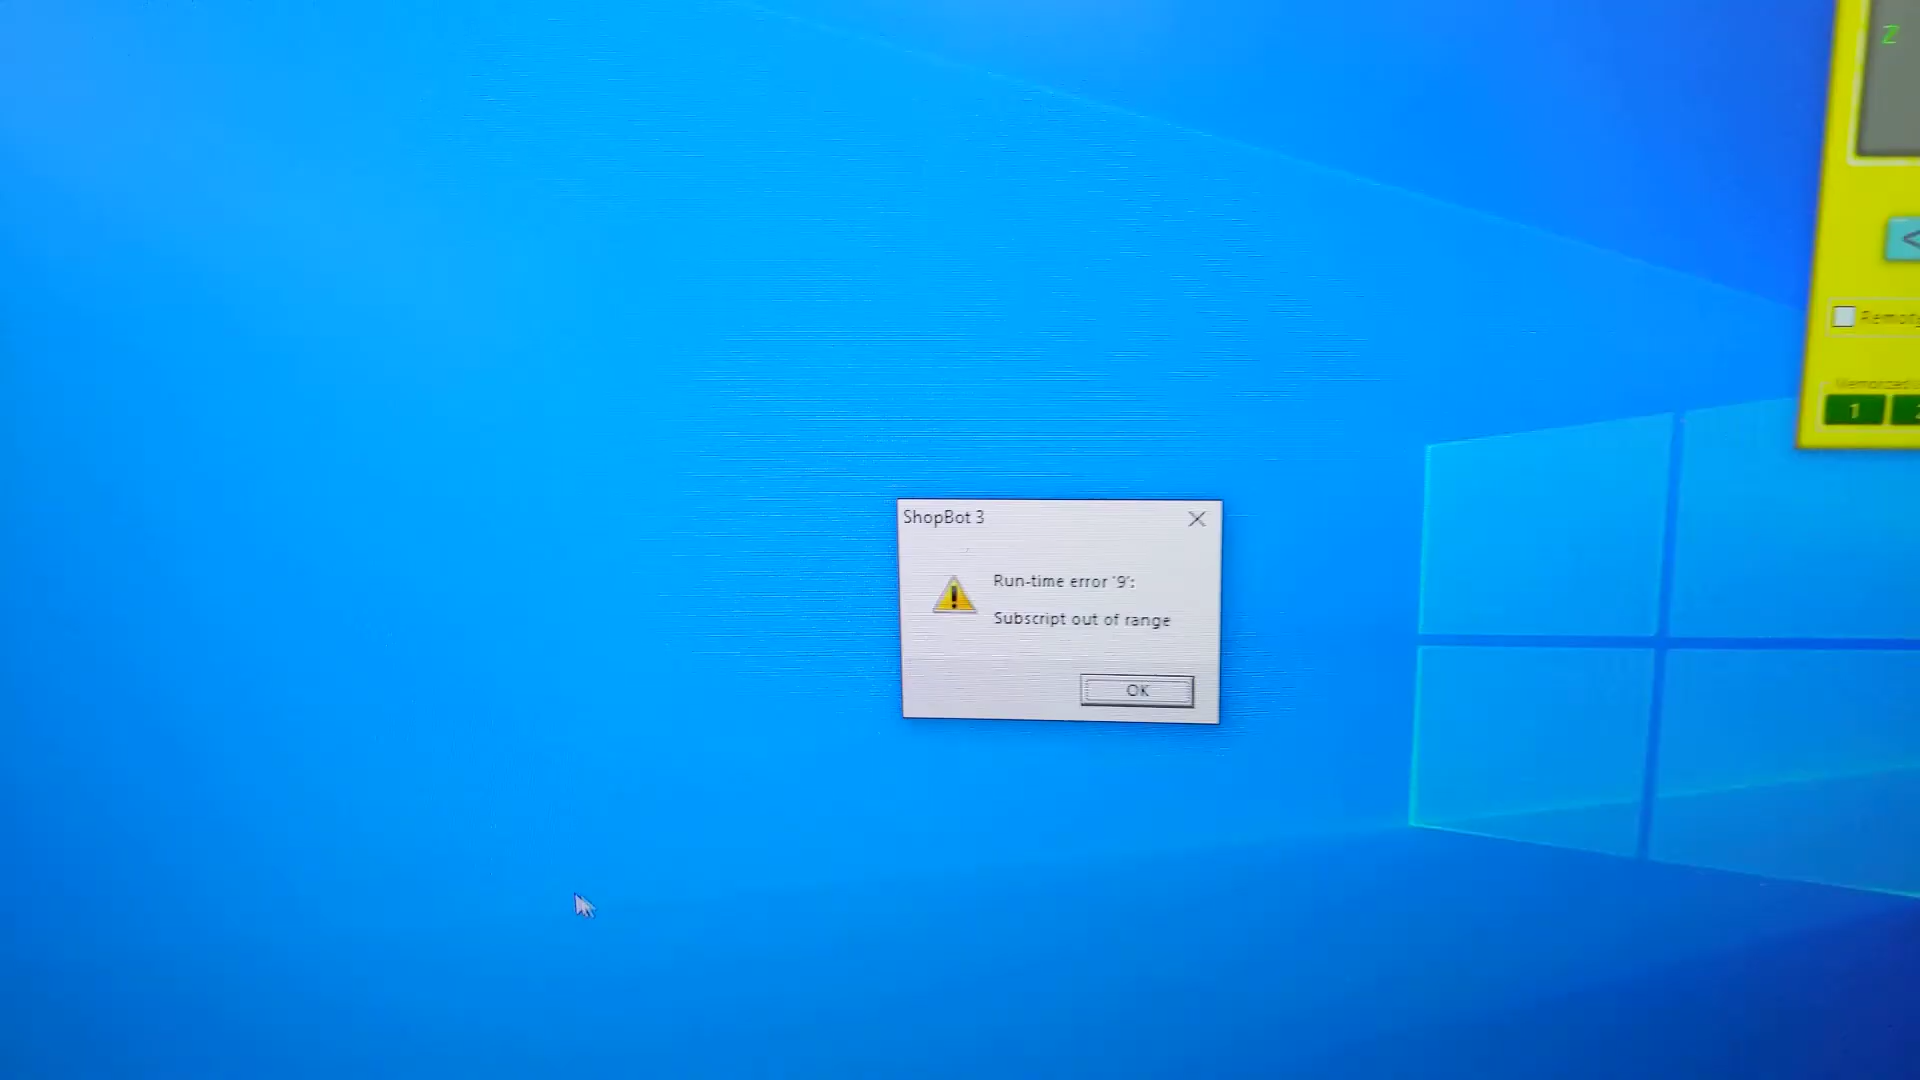 Z
<
ShopBot 3
Run-time error '9':
Subscript out of range
OK
1